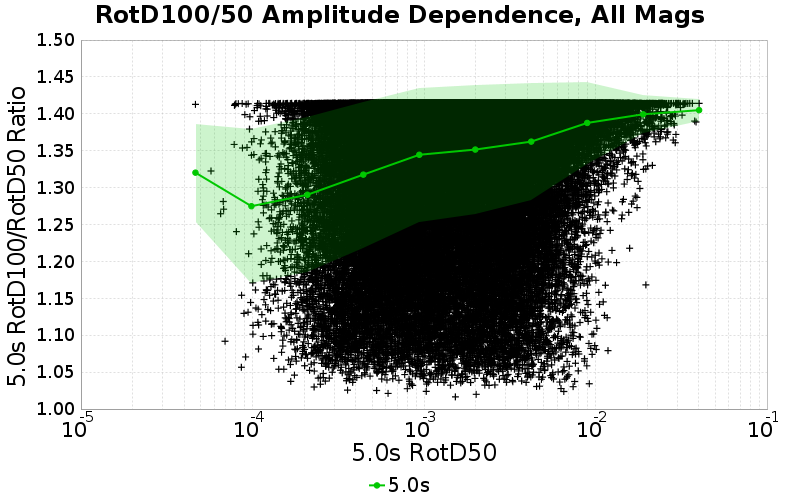 RotD100/50 Amplitude Dependence, All Mags
5.0s RotD100/RotD50 Ratio
1.50
1.45
1.40
1.35
1.30
1.25
1.20
1.15
1.10
1.05
1.00
10-5 10-4 10-3 10-2 10-1
5.0s RotD50
5.0s